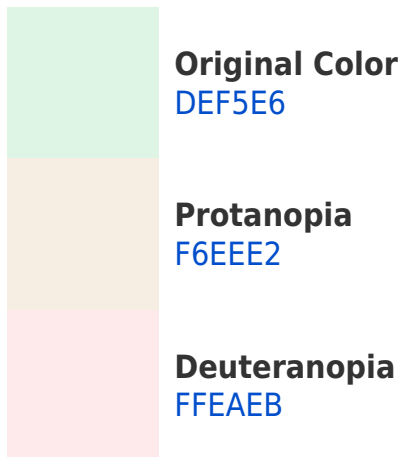 Original Color
DEF5E6
Protanopia
F6EEE2
Deuteranopia
FFEAEB